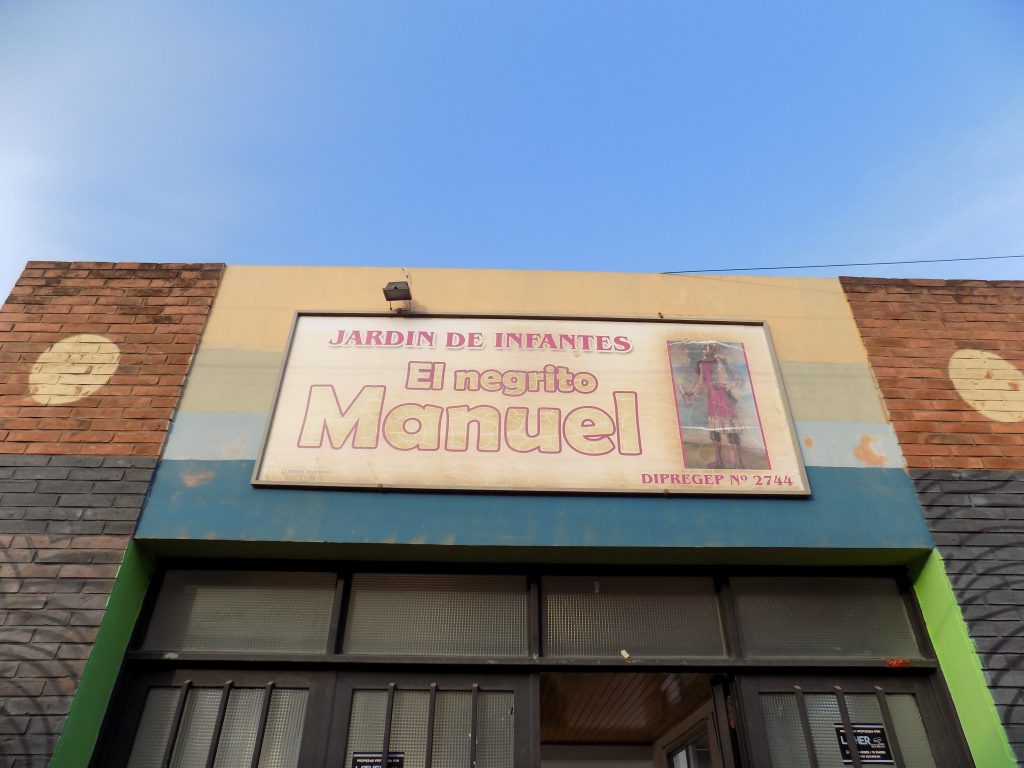 JARDIN DE INFANTES
El negrito
Manuel
DIPREGEP Nº 2744